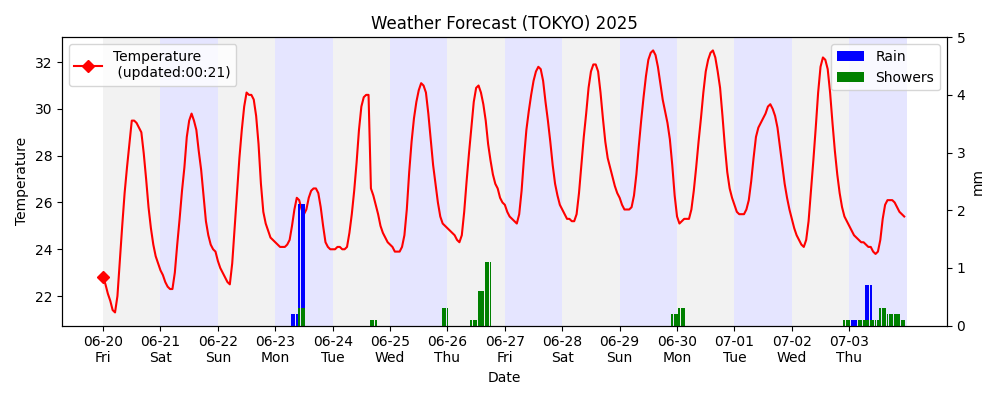 Weather Forecast (TOKYO) 2025
Temperature
(updated:00:21)
Rain
Showers
Temperature
32
30
28
26
24
22
5
4
3
2
1
0
mm
06-20 06-21 06-22 06-23 06-24 06-25 06-26 06-27 06-28 06-29 06-30 07-01 07-02 07-03
Fri Sat Sun Mon Tue Wed Thu Fri Sat Sun Mon Tue Wed Thu
Date